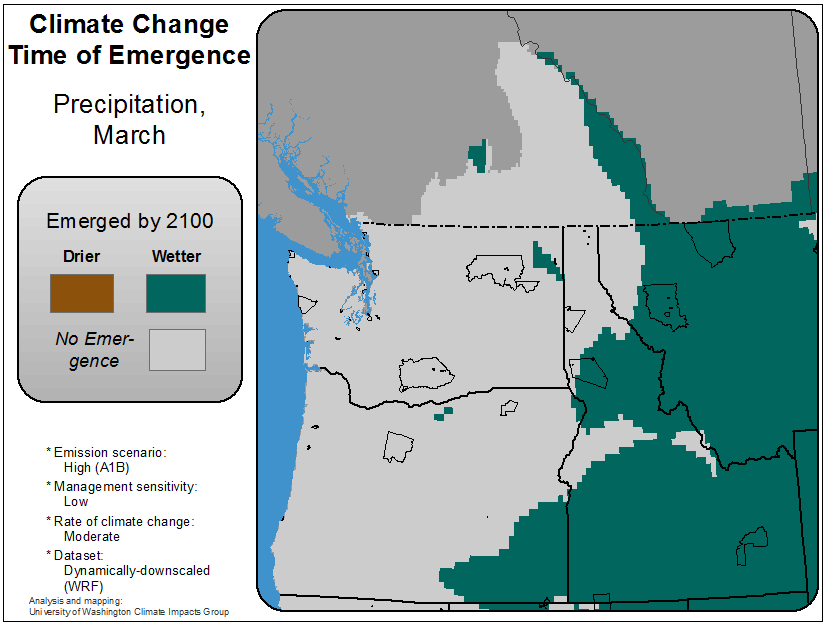 Climate Change
Time of Emergence
Precipitation,
March
Emerged by 2100
Drier Wetter
No Emer-
gence
* Emission scenario:
High (A1B)
* Management sensitivity:
Low
* Rate of climate change:
Moderate
* Dataset:
Dynamically-downscaled
(WRF)
Analysis and mapping:
University of Washington Climate Impacts Group